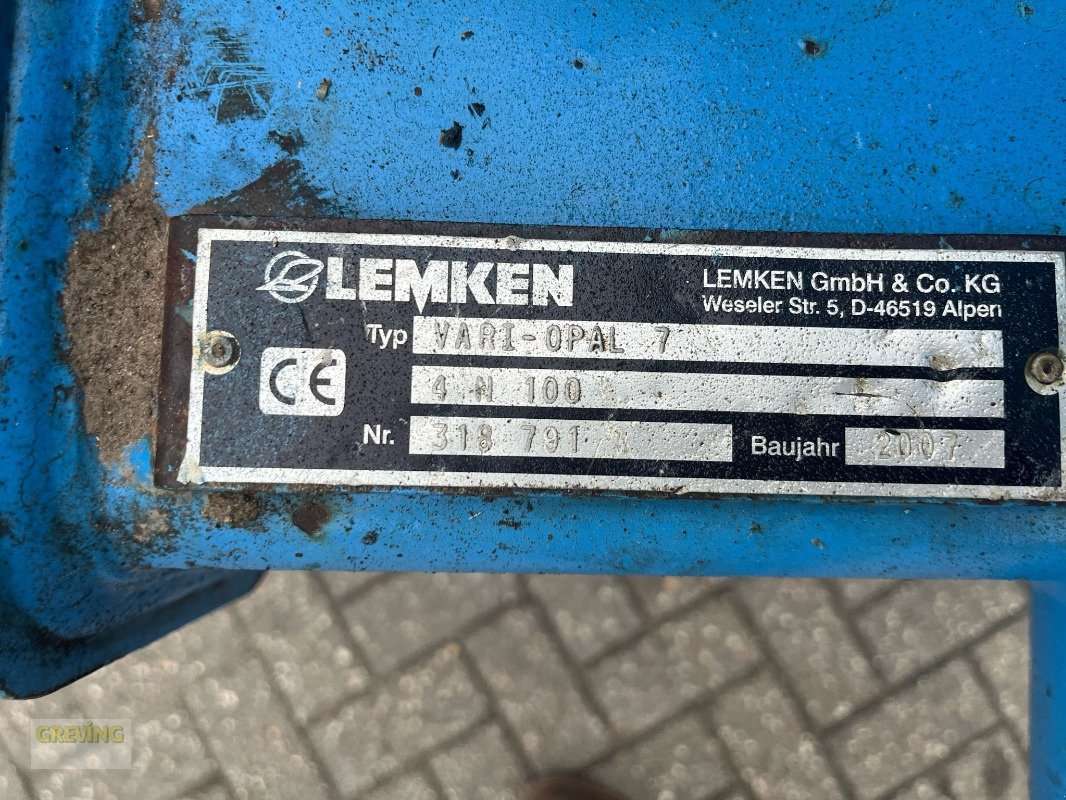 LEMKEN
LEMKEN GmbH & Co. KG
Weseler Str. 5, D-46519 Alpen
Typ VARI-OPAL 7
CE
4 N 100
Nr. 318 791
Baujahr 2007
GREVING